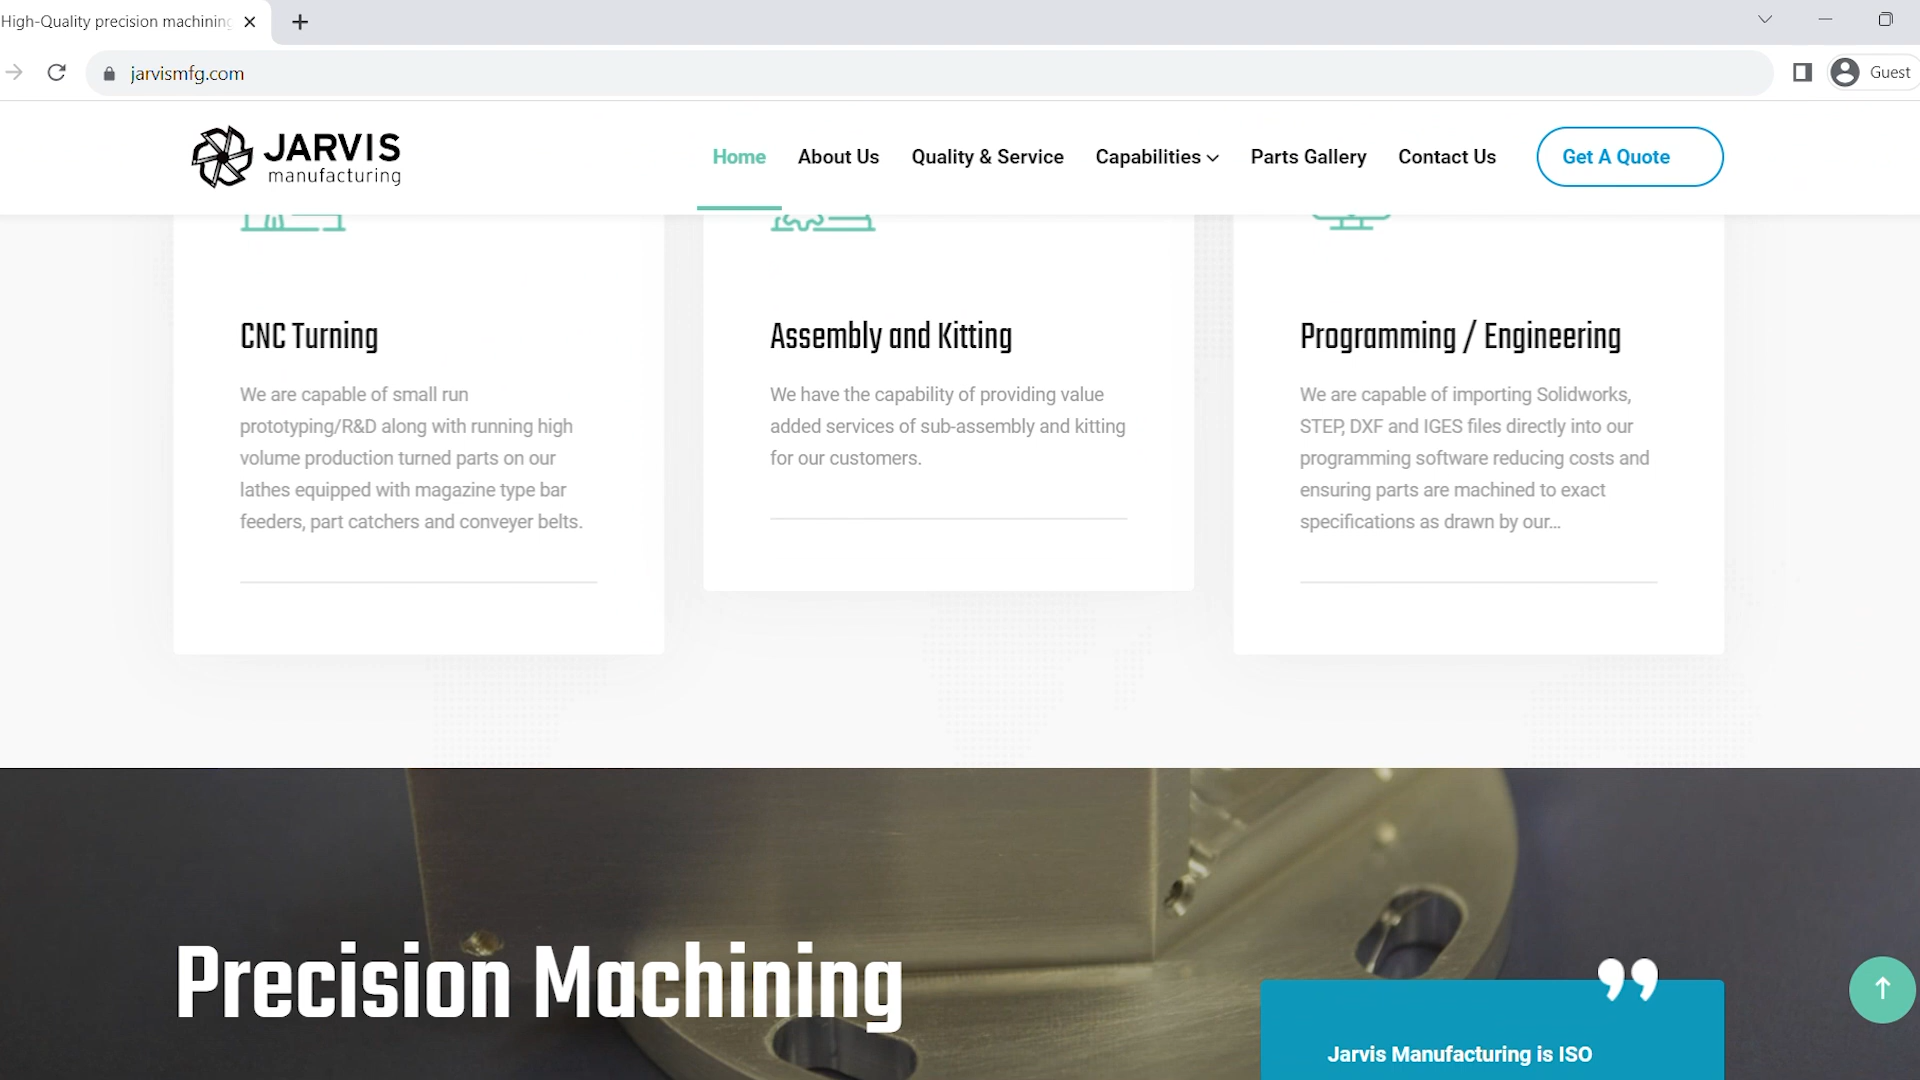 High-Quality precision machining
jarvismfg.com
Guest
JARVIS
manufacturing
Home
About Us
Quality & Service
Capabilities
Parts Gallery
Contact Us
Get A Quote
CNC Turning
We are capable of small run
prototyping/R&D along with running high
volume production turned parts on our
lathes equipped with magazine type bar
feeders, part catchers and conveyer belts.
Assembly and Kitting
We have the capability of providing value
added services of sub-assembly and kitting
for our customers.
Programming / Engineering
We are capable of importing Solidworks,
STEP, DXF and IGES files directly into our
programming software reducing costs and
ensuring parts are machined to exact
specifications as drawn by our...
Precision Machining
Jarvis Manufacturing is ISO